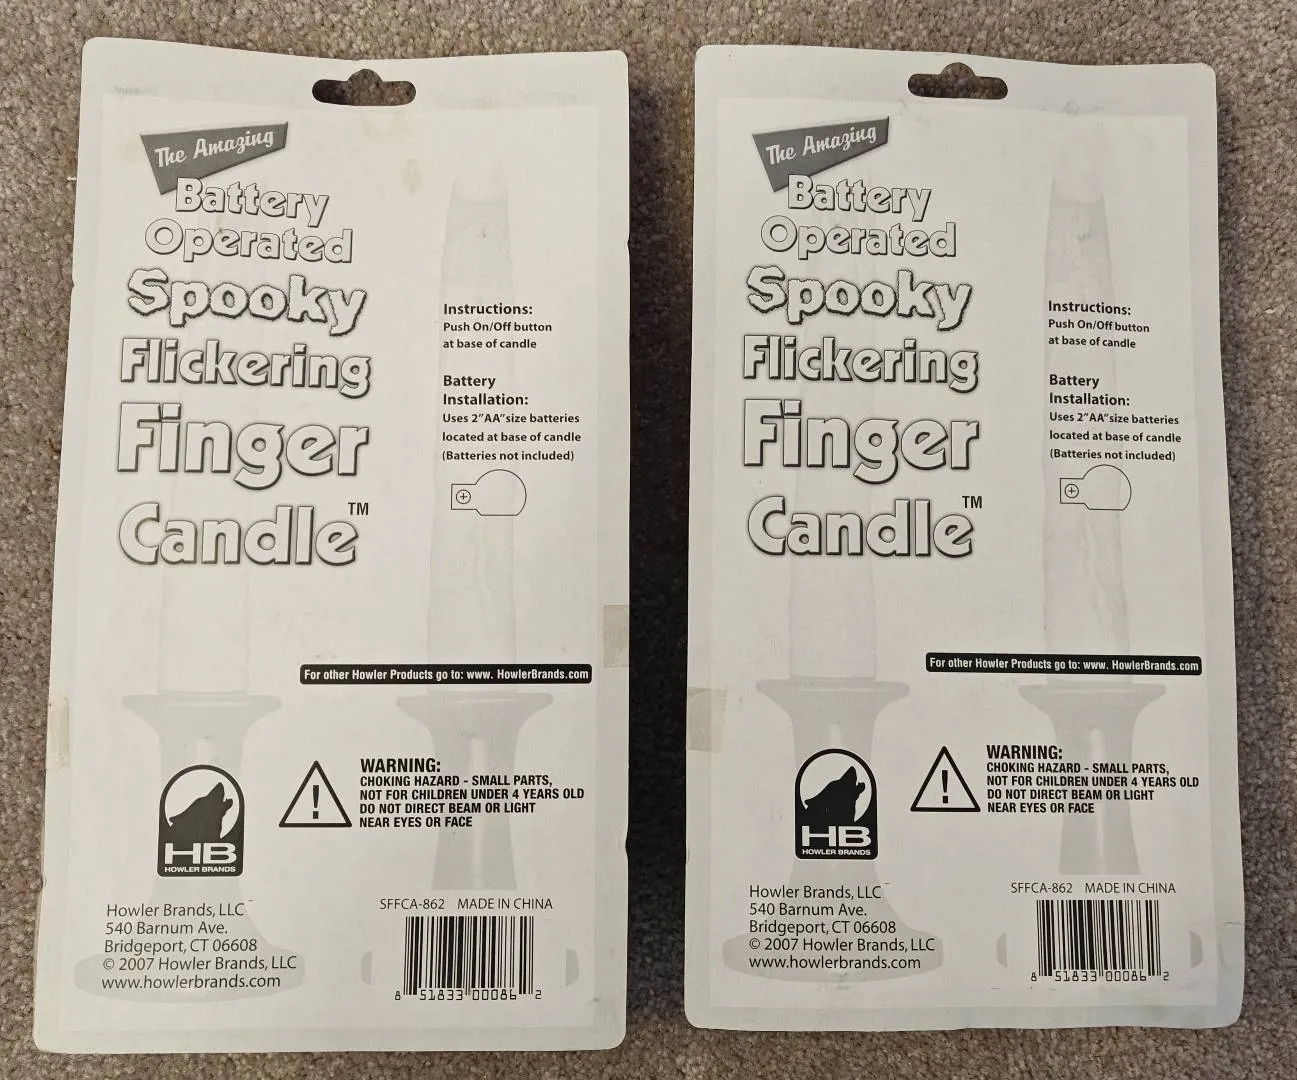 The Amazing
Battery
Operated
Spooky
Flickering
Finger
Candle™
Instructions:
Push On/Off button
at base of candle
Battery
Installation:
Uses 2"AA"size batteries
located at base of candle
(Batteries not included)
For other Howler Products go to: www. HowlerBrands.com
WARNING:
CHOKING HAZARD - SMALL PARTS,
NOT FOR CHILDREN UNDER 4 YEARS OLD
DO NOT DIRECT BEAM OR LIGHT
NEAR EYES OR FACE
HB
HOWLER BRANDS
Howler Brands, LLC
540 Barnum Ave.
Bridgeport, CT 06608
© 2007 Howler Brands, LLC
www.howlerbrands.com
SFFCA-862 MADE IN CHINA
8 51833 00086 2
The Amazing
Battery
Operated
Spooky
Flickering
Finger
Candle™
Instructions:
Push On/Off button
at base of candle
Battery
Installation:
Uses 2"AA"size batteries
located at base of candle
(Batteries not included)
For other Howler Products go to: www. HowlerBrands.com
WARNING:
CHOKING HAZARD - SMALL PARTS,
NOT FOR CHILDREN UNDER 4 YEARS OLD
DO NOT DIRECT BEAM OR LIGHT
NEAR EYES OR FACE
HB
HOWLER BRANDS
Howler Brands, LLC
540 Barnum Ave.
Bridgeport, CT 06608
© 2007 Howler Brands, LLC
www.howlerbrands.com
SFFCA-862 MADE IN CHINA
8 51833 00086 2